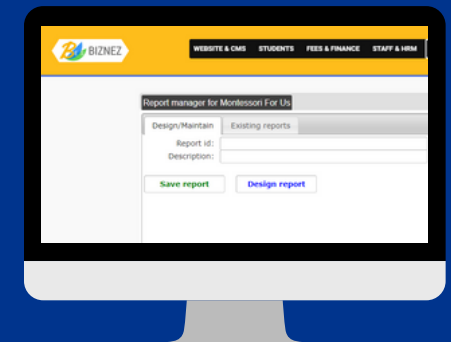 BIZNEZ
WEBSITE & CMS STUDENTS FEES & FINANCE STAFF & HRM
Report manager for Montessori For Us
Design/Maintain Existing reports
Report id:
Description:
Save report Design report